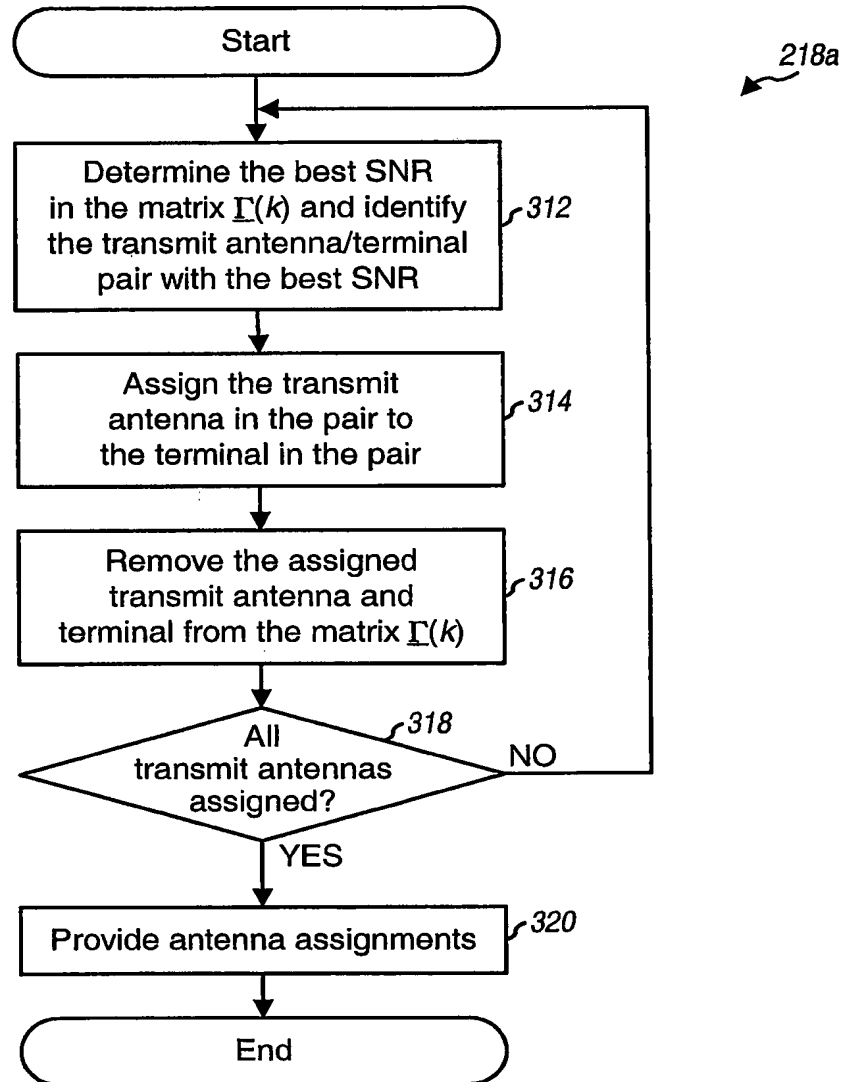 Start
218a
Determine the best SNR
in the matrix Γ(k) and identify
the transmit antenna/terminal
pair with the best SNR
312
Assign the transmit
antenna in the pair to
the terminal in the pair
314
Remove the assigned
transmit antenna and
terminal from the matrix Γ(k)
316
318
All
transmit antennas
assigned?
NO
YES
Provide antenna assignments
320
End